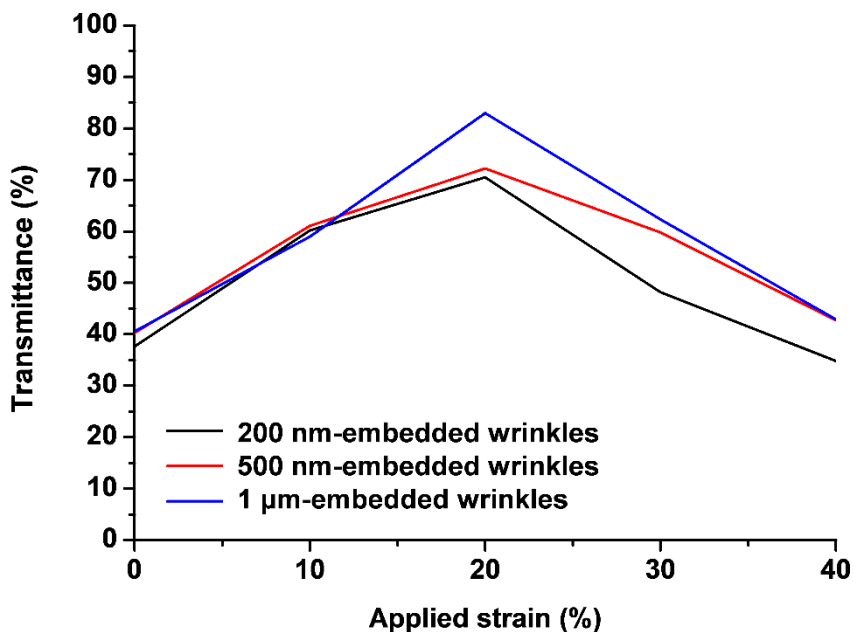 100
90
80
70
60
50
40
30
20
10
0
Transmittance (%)
200 nm-embedded wrinkles
500 nm-embedded wrinkles
1 µm-embedded wrinkles
0 10 20 30 40
Applied strain (%)